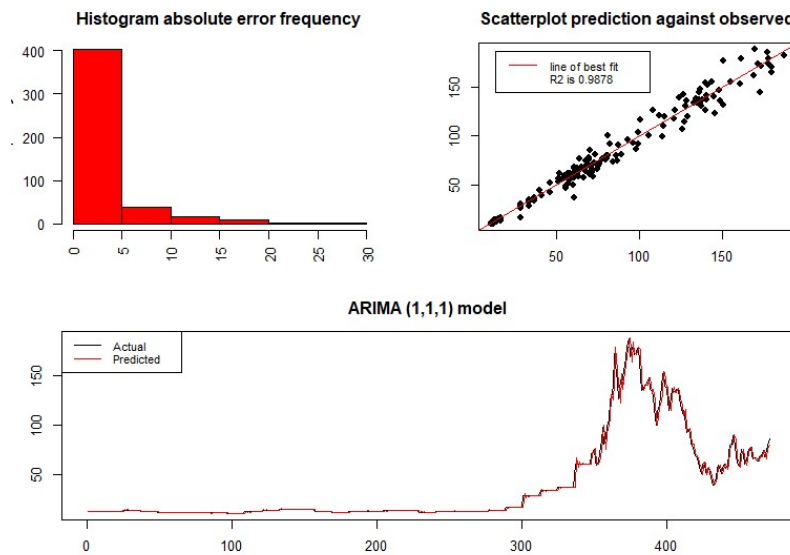 Histogram absolute error frequency
400
300
200
100
0
0 5 10 15 20 25 30
Scatterplot prediction against observed
line of best fit
R2 is 0.9878
150
100
50
50 100 150
ARIMA (1,1,1) model
Actual
Predicted
150
100
50
0 100 200 300 400